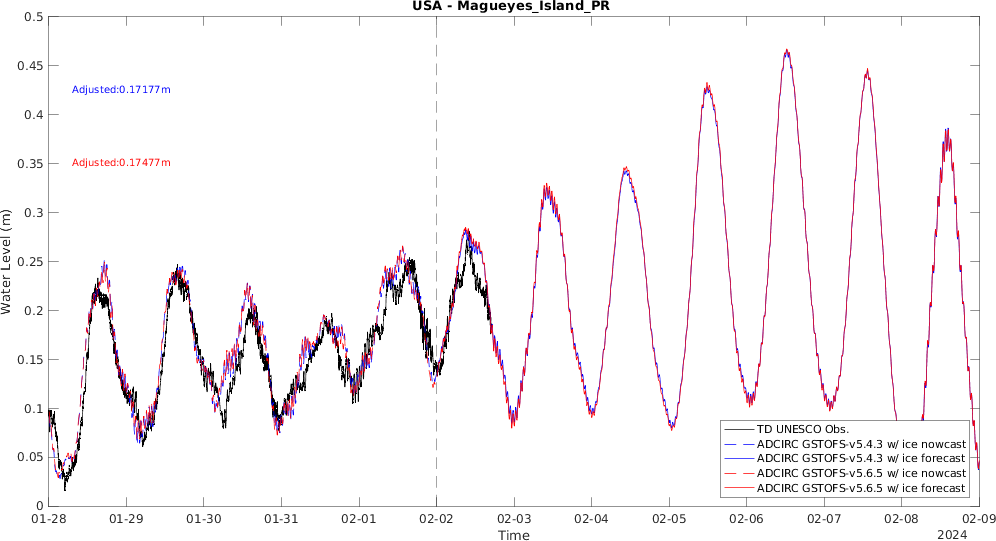 USA - Magueyes_Island_PR
0.5
0.45
0.4
0.35
0.3
0.25
0.2
0.15
0.1
0.05
0
Water Level (m)
Adjusted:0.17177m
Adjusted:0.17477m
TD UNESCO Obs.
ADCIRC GSTOFS-v5.4.3 w/ ice nowcast
ADCIRC GSTOFS-v5.4.3 w/ ice forecast
ADCIRC GSTOFS-v5.6.5 w/ ice nowcast
ADCIRC GSTOFS-v5.6.5 w/ ice forecast
01-28 01-29 01-30 01-31 02-01 02-02 02-03 02-04 02-05 02-06 02-07 02-08 02-09
Time
2024